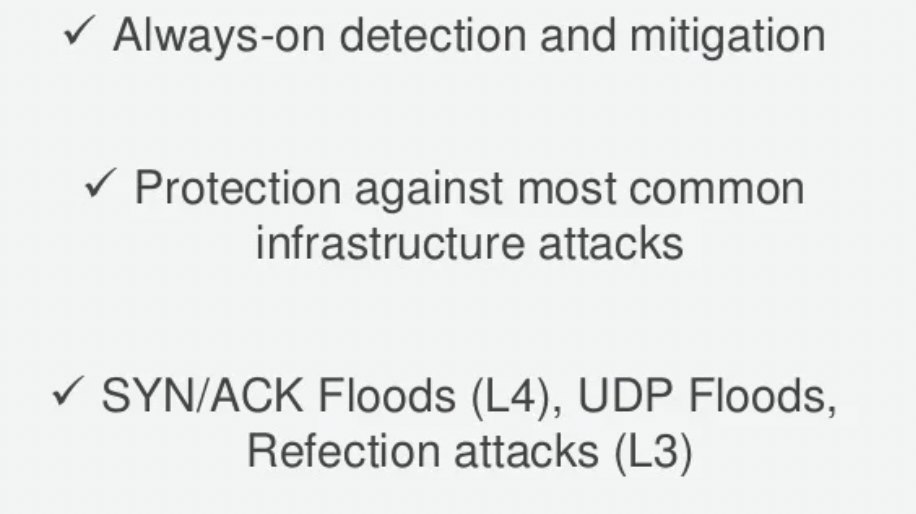 ✓ Always-on detection and mitigation
✓ Protection against most common
infrastructure attacks
✓ SYN/ACK Floods (L4), UDP Floods,
Refection attacks (L3)